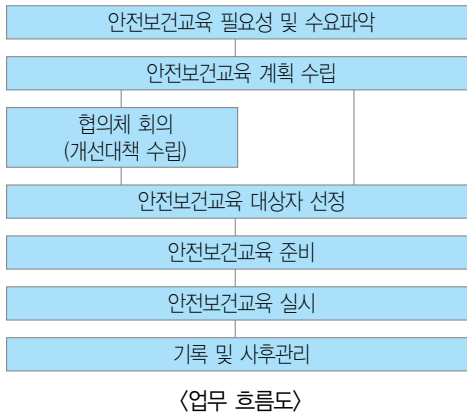 안전보건교육 필요성 및 수요파악
안전보건교육 계획 수립
협의체 회의
(개선대책 수립)
안전보건교육 대상자 선정
안전보건교육 준비
안전보건교육 실시
기록 및 사후관리
〈업무 흐름도〉